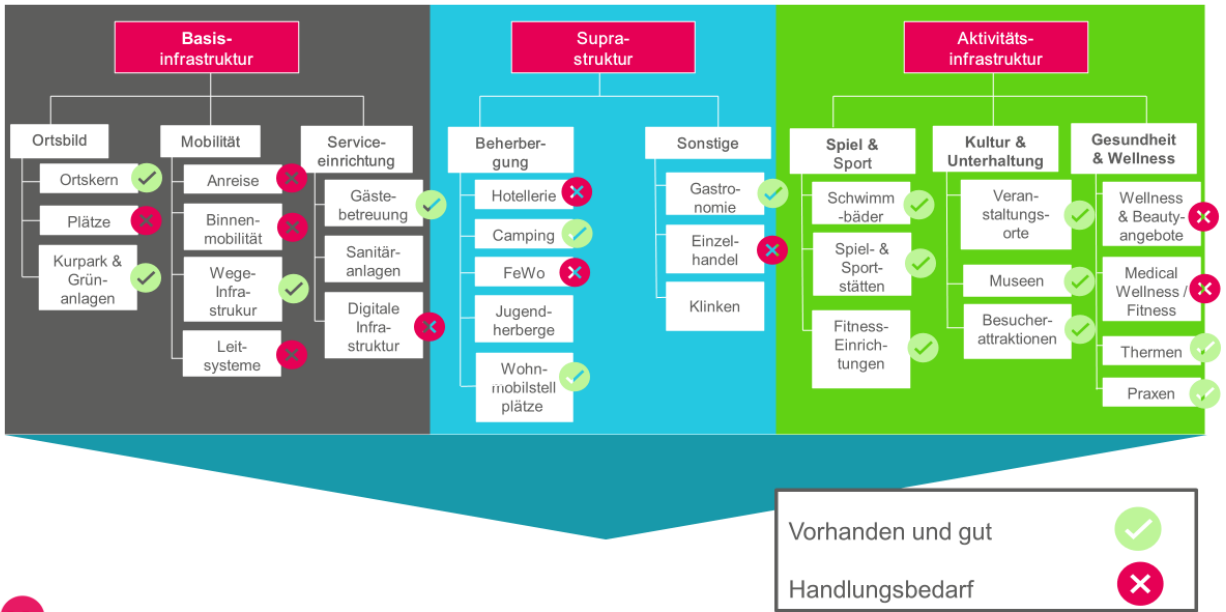 Basis-
infrastruktur
Ortsbild
Ortskern
Plätze
Kurpark &
Grün-
anlagen
Mobilität
Anreise
Binnen-
mobilität
Wege-
Infra-
strukur
Leit-
systeme
Service-
einrichtung
Gäste-
betreuung
Sanitär-
anlagen
Digitale
Infra-
struktur
Supra-
struktur
Beherber-
gung
Hotellerie
Camping
FeWo
Jugend-
herberge
Wohn-
mobilstell
plätze
Sonstige
Gastro-
nomie
Einzel-
handel
Klinken
Aktivitäts-
infrastruktur
Spiel &
Sport
Schwimm
-bäder
Spiel- &
Sport-
stätten
Fitness-
Einrich-
tungen
Kultur &
Unterhaltung
Veran-
staltungs-
orte
Museen
Besucher-
attraktionen
Gesundheit
& Wellness
Wellness
& Beauty-
angebote
Medical
Wellness /
Fitness
Thermen
Praxen
Vorhanden und gut
Handlungsbedarf